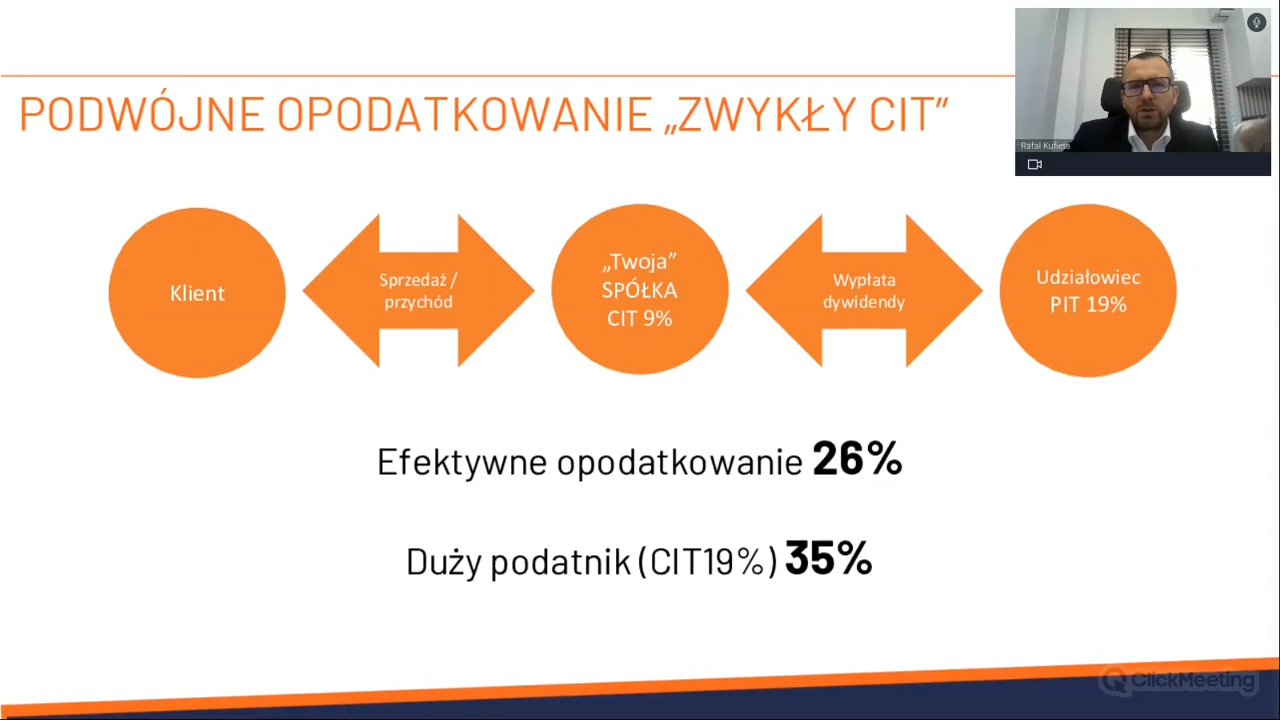 PODWÓJNE OPODATKOWANIE „ZWYKŁY CIT”
Rafał Kufieta
Klient
Sprzedaż /
przychód
„Twoja”
SPÓŁKA
CIT 9%
Wypłata
dywidendy
Udziałowiec
PIT 19%
Efektywne opodatkowanie 26%
Duży podatnik (CIT19%) 35%
ClickMeeting